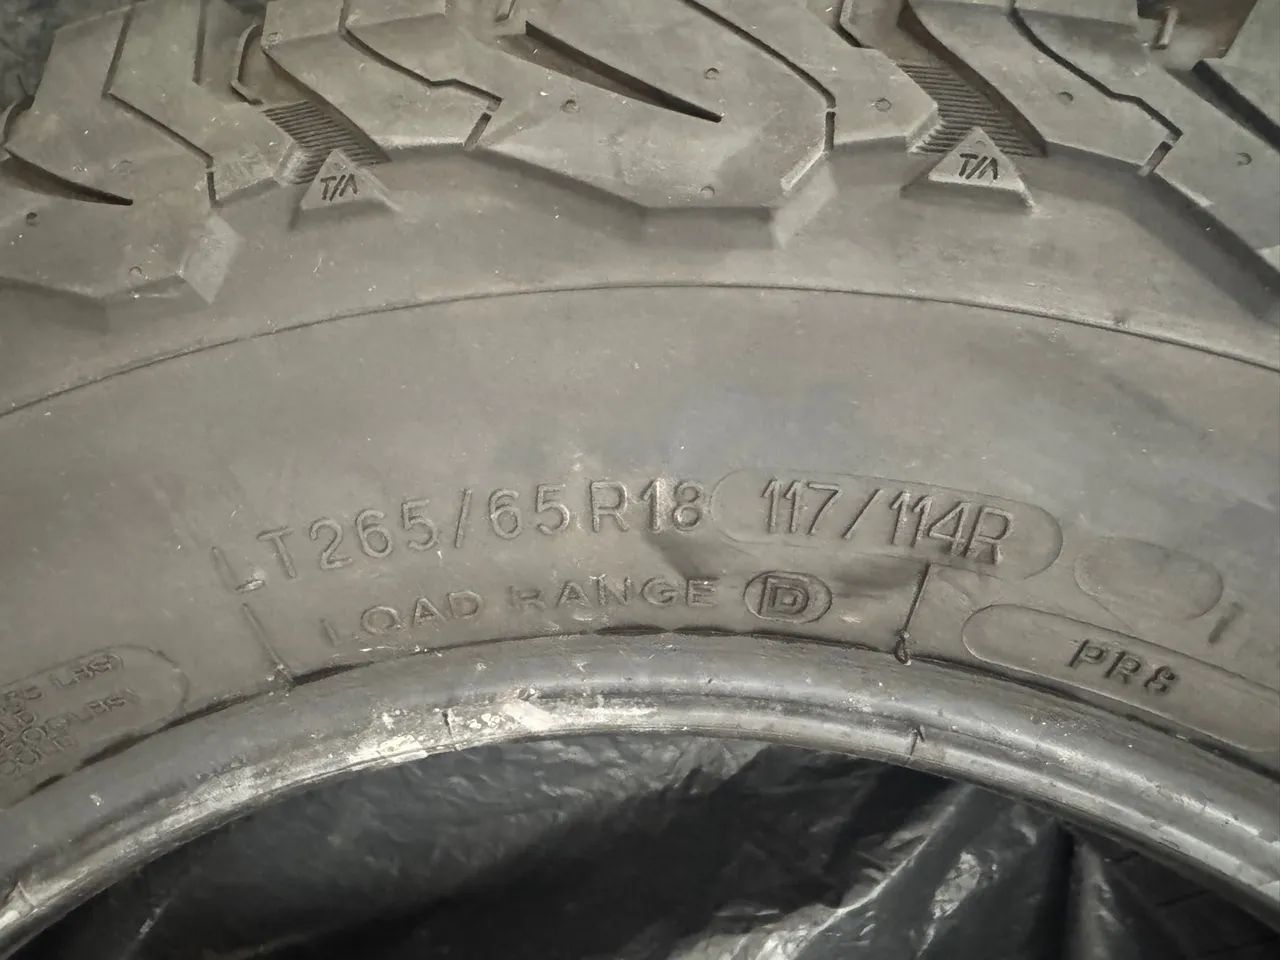 T/A
T/A
LT265/65R18 117/114R
LOAD RANGE D
PR8